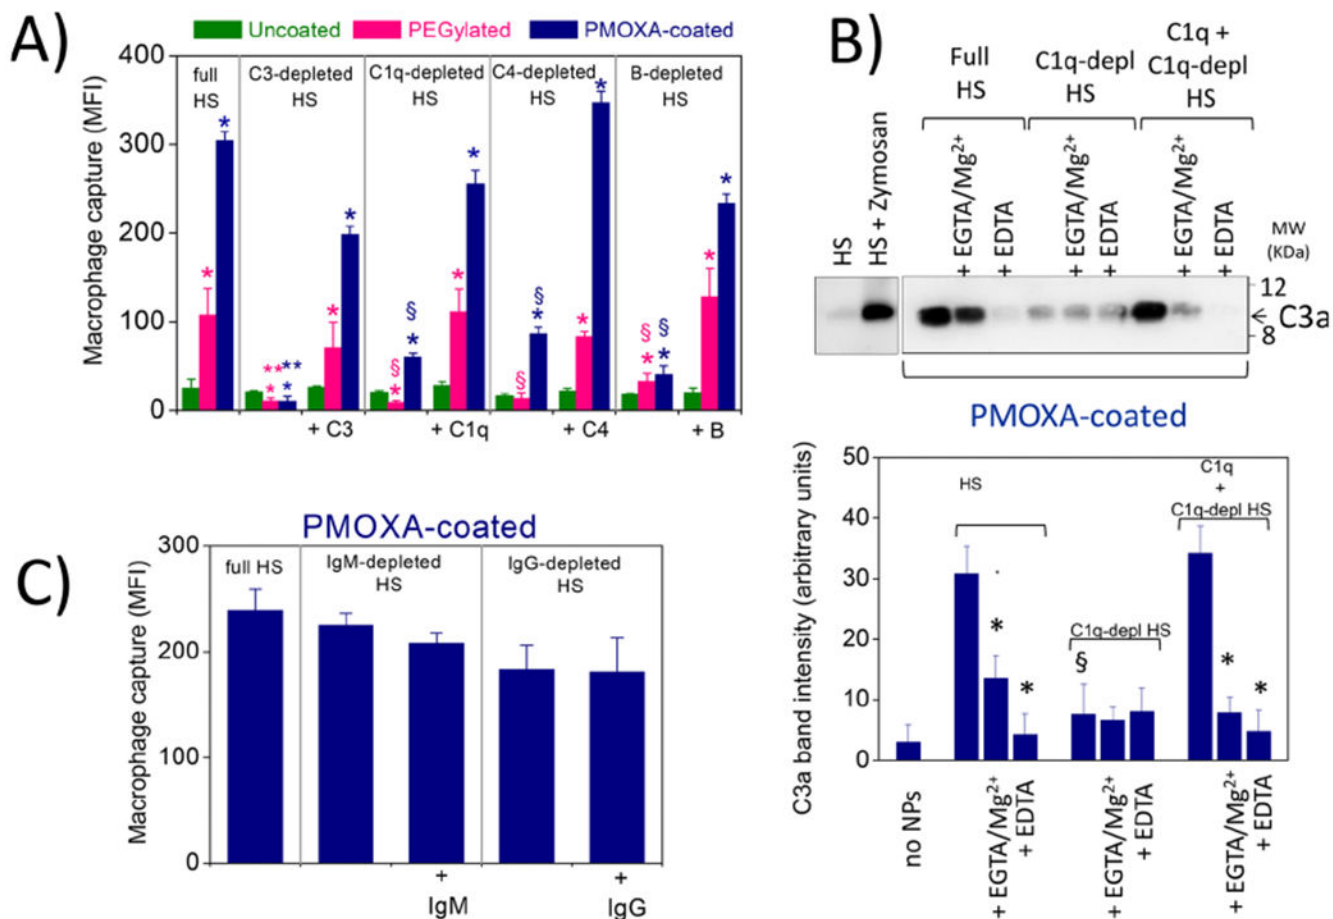 A)
Uncoated PEGylated PMOXA-coated
Macrophage capture (MFI)
400
300
200
100
0
full HS
C3-depleted HS
C1q-depleted HS
C4-depleted HS
B-depleted HS
* *
** * ** *
* *
§ * § *
* *
§ § *
* *
§ * § *
* *
+ C3
+ C1q
+ C4
+ B
B)
Full HS
C1q-depl HS
C1q + C1q-depl HS
HS
HS + Zymosan
+ EGTA/Mg²⁺
+ EDTA
+ EGTA/Mg²⁺
+ EDTA
+ EGTA/Mg²⁺
+ EDTA
MW (KDa)
12
C3a
8
PMOXA-coated
C3a band intensity (arbitrary units)
50
40
30
20
10
0
HS
C1q-depl HS
C1q + C1q-depl HS
* *
§
* *
no NPs
+ EGTA/Mg²⁺
+ EDTA
+ EGTA/Mg²⁺
+ EDTA
+ EGTA/Mg²⁺
+ EDTA
C)
PMOXA-coated
Macrophage capture (MFI)
300
200
100
0
full HS
IgM-depleted HS
IgG-depleted HS
+ IgM
+ IgG